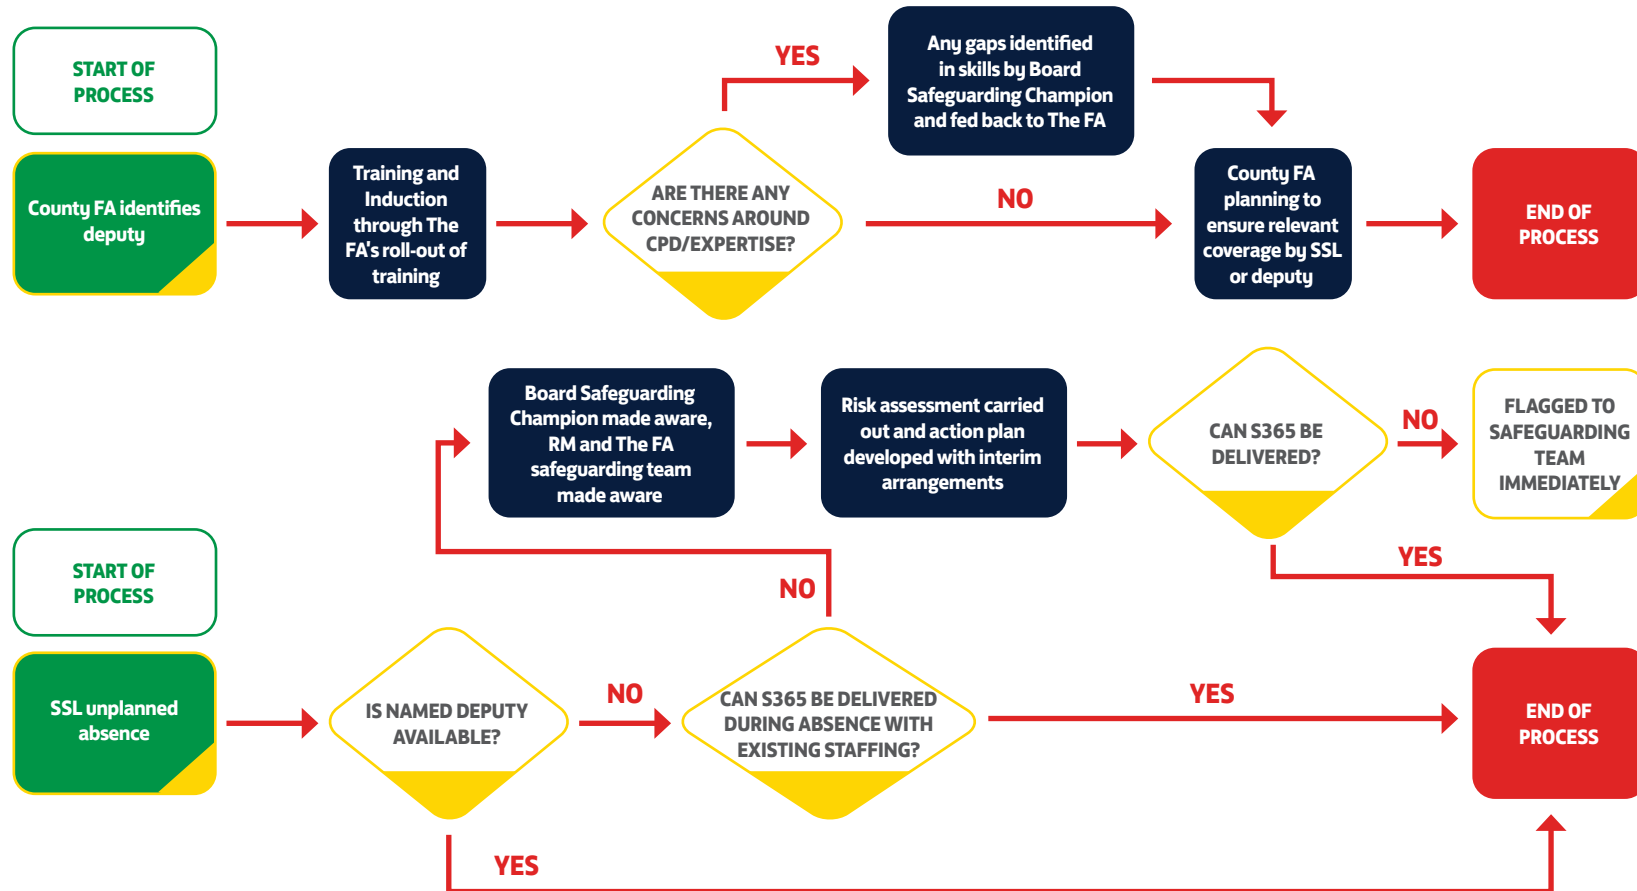 START OF
PROCESS
County FA identifies
deputy
Training and
Induction
through The
FA's roll-out of
training
ARE THERE ANY
CONCERNS AROUND
CPD/EXPERTISE?
YES
Any gaps identified
in skills by Board
Safeguarding Champion
and fed back to The FA
NO
County FA
planning to
ensure relevant
coverage by SSL
or deputy
END OF
PROCESS
Board Safeguarding
Champion made aware,
RM and The FA
safeguarding team
made aware
Risk assessment carried
out and action plan
developed with interim
arrangements
CAN S365 BE
DELIVERED?
NO
FLAGGED TO
SAFEGUARDING
TEAM
IMMEDIATELY
YES
START OF
PROCESS
SSL unplanned
absence
IS NAMED DEPUTY
AVAILABLE?
NO
CAN S365 BE DELIVERED
DURING ABSENCE WITH
EXISTING STAFFING?
NO
YES
END OF
PROCESS
YES